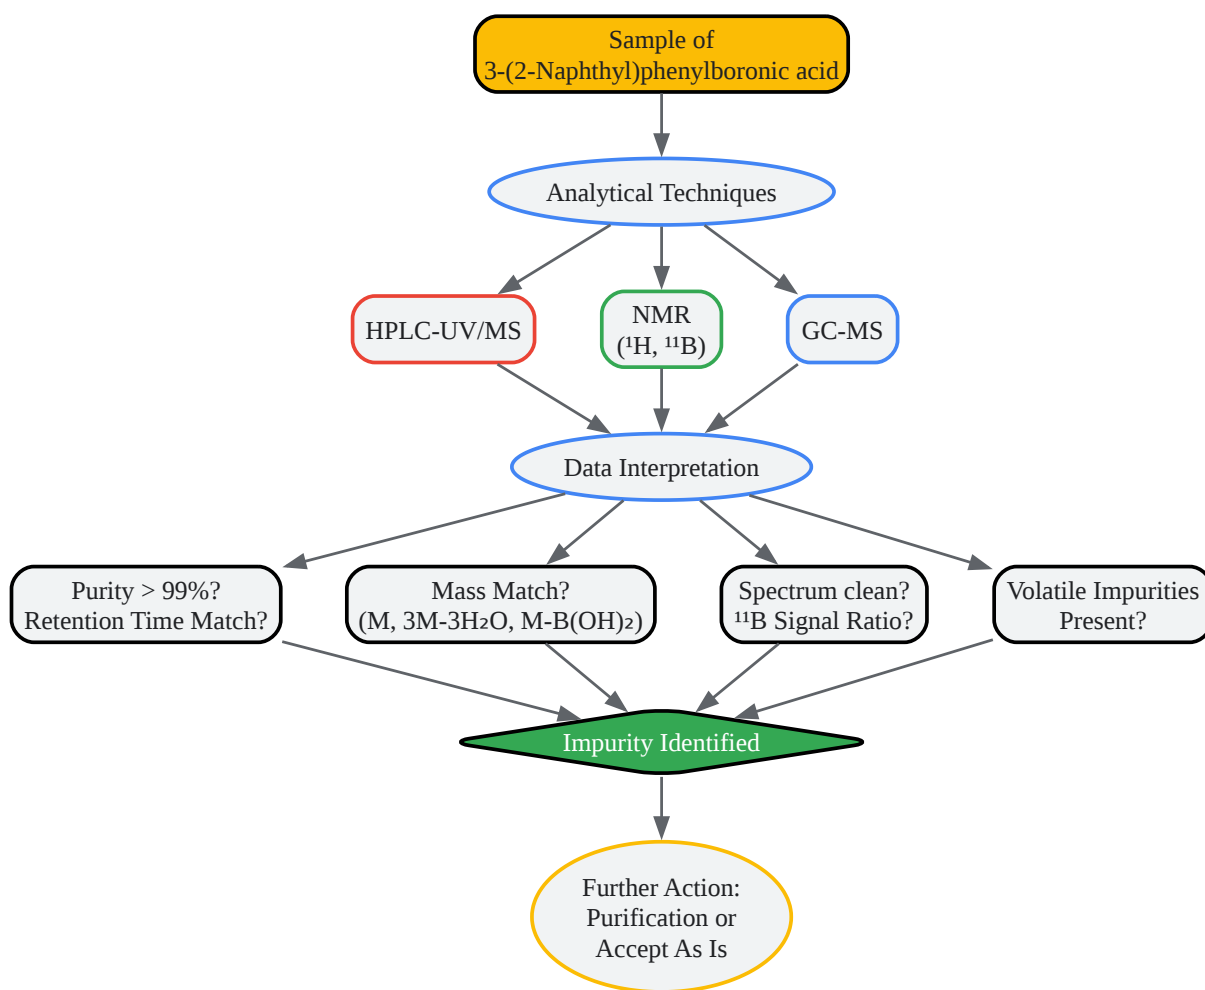 Sample of
3-(2-Naphthyl)phenylboronic acid
Analytical Techniques
HPLC-UV/MS
NMR
(¹H, ¹¹B)
GC-MS
Data Interpretation
Purity > 99%?
Retention Time Match?
Mass Match?
(M, 3M-3H₂O, M-B(OH)₂)
Spectrum clean?
¹¹B Signal Ratio?
Volatile Impurities
Present?
Impurity Identified
Further Action:
Purification or
Accept As Is